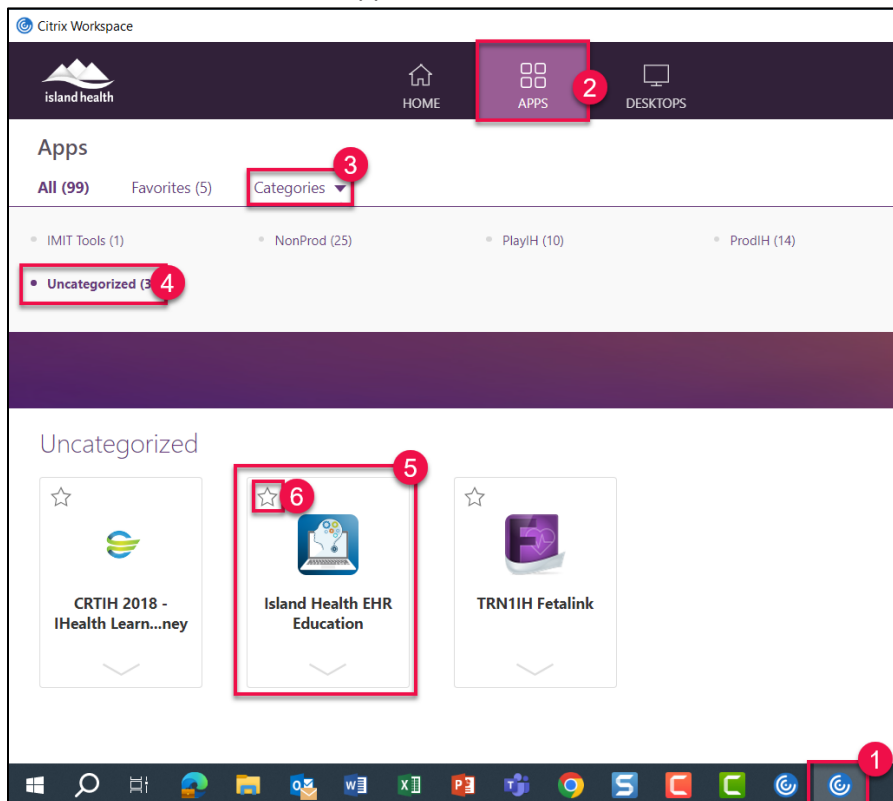 Citrix Workspace
island health
HOME
APPS
2
DESKTOPS
Apps
3
All (99) Favorites (5) Categories
IMIT Tools (1) NonProd (25) PlayIH (10) ProdIH (14)
Uncategorized (3
4
Uncategorized
5
6
CRTIH 2018 -
IHealth Learn...ney
Island Health EHR
Education
TRN1IH Fetalink
1